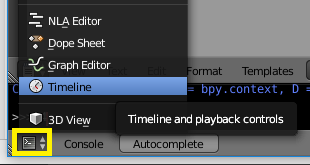 NLA Editor
Dope Sheet
Graph Editor
Edit Format Templates
Timeline
= bpy.context, D =
3D View
Timeline and playback controls
Console Autocomplete